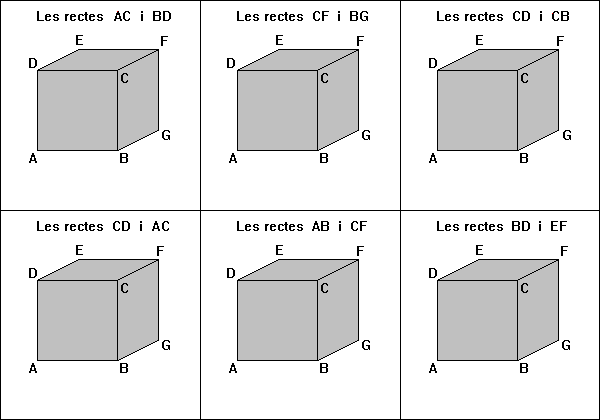 Les rectes AC i BD
E F
D C
G
A B
Les rectes CF i BG
E F
D C
G
A B
Les rectes CD i CB
E F
D C
G
A B
Les rectes CD i AC
E F
D C
G
A B
Les rectes AB i CF
E F
D C
G
A B
Les rectes BD i EF
E F
D C
G
A B